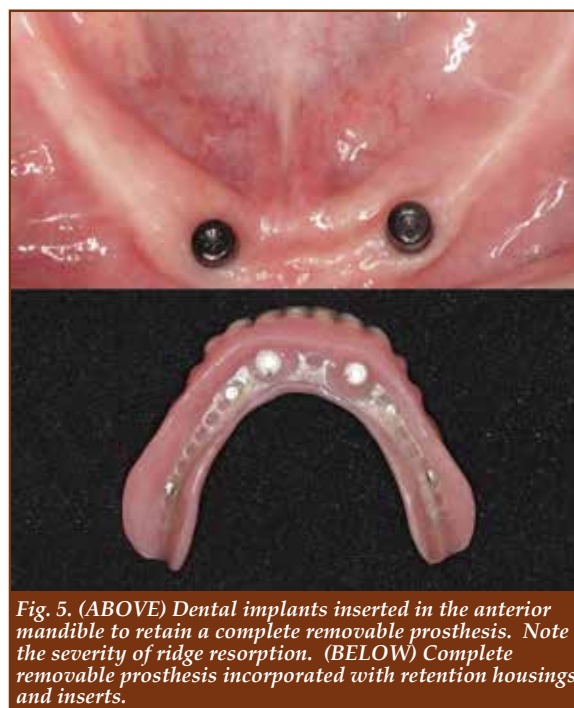 Fig. 5. (ABOVE) Dental implants inserted in the anterior
mandible to retain a complete removable prosthesis. Note
the severity of ridge resorption. (BELOW) Complete
removable prosthesis incorporated with retention housings
and inserts.